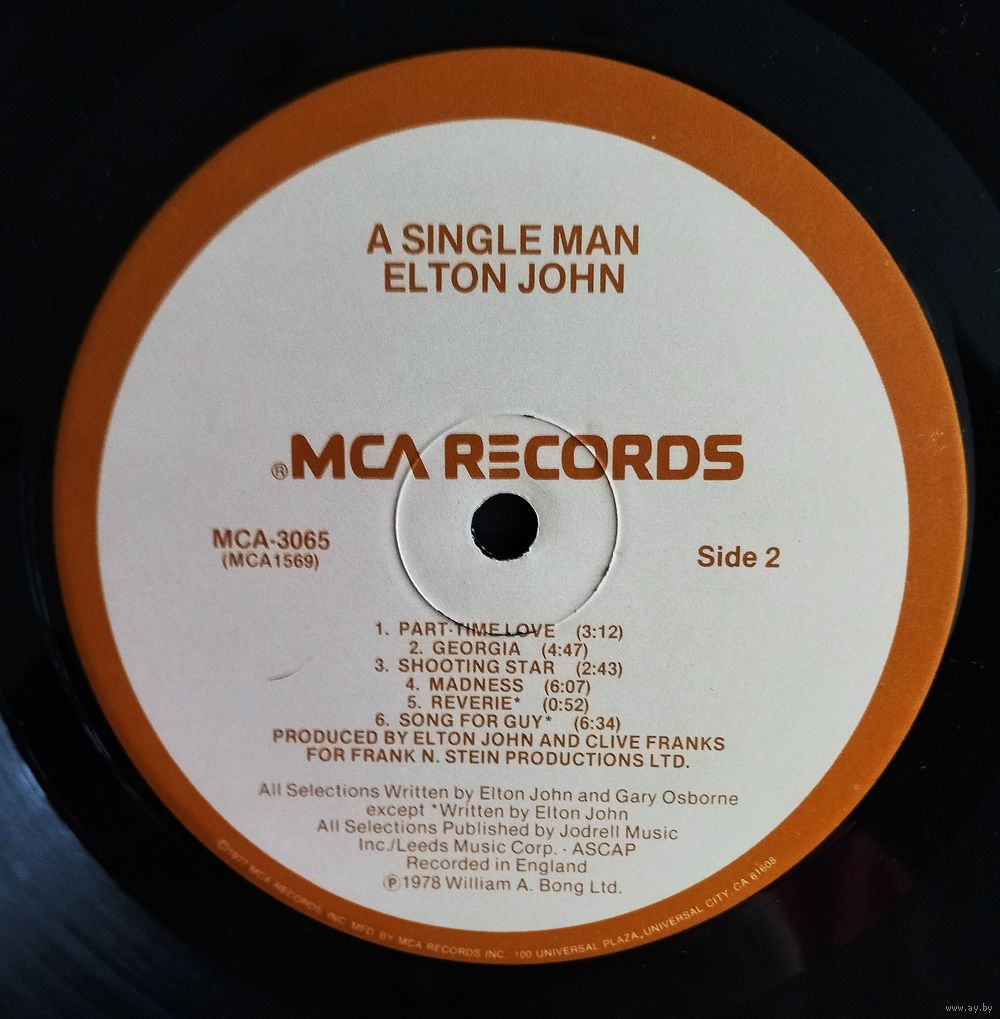 A SINGLE MAN
ELTON JOHN
®MCA RECORDS
MCA-3065
(MCA1569)
Side 2
1. PART-TIME LOVE (3:12)
2. GEORGIA (4:47)
3. SHOOTING STAR (2:43)
4. MADNESS (6:07)
5. REVERIE* (0:52)
6. SONG FOR GUY* (6:34)
PRODUCED BY ELTON JOHN AND CLIVE FRANKS
FOR FRANK N. STEIN PRODUCTIONS LTD.
All Selections Written by Elton John and Gary Osborne
except *Written by Elton John
All Selections Published by Jodrell Music
Inc./Leeds Music Corp. - ASCAP
Recorded in England
℗1978 William A. Bong Ltd.
©1977 MCA RECORDS, INC. MFD. BY MCA RECORDS INC. · 100 UNIVERSAL PLAZA, UNIVERSAL CITY, CA 61608
www.ay.by